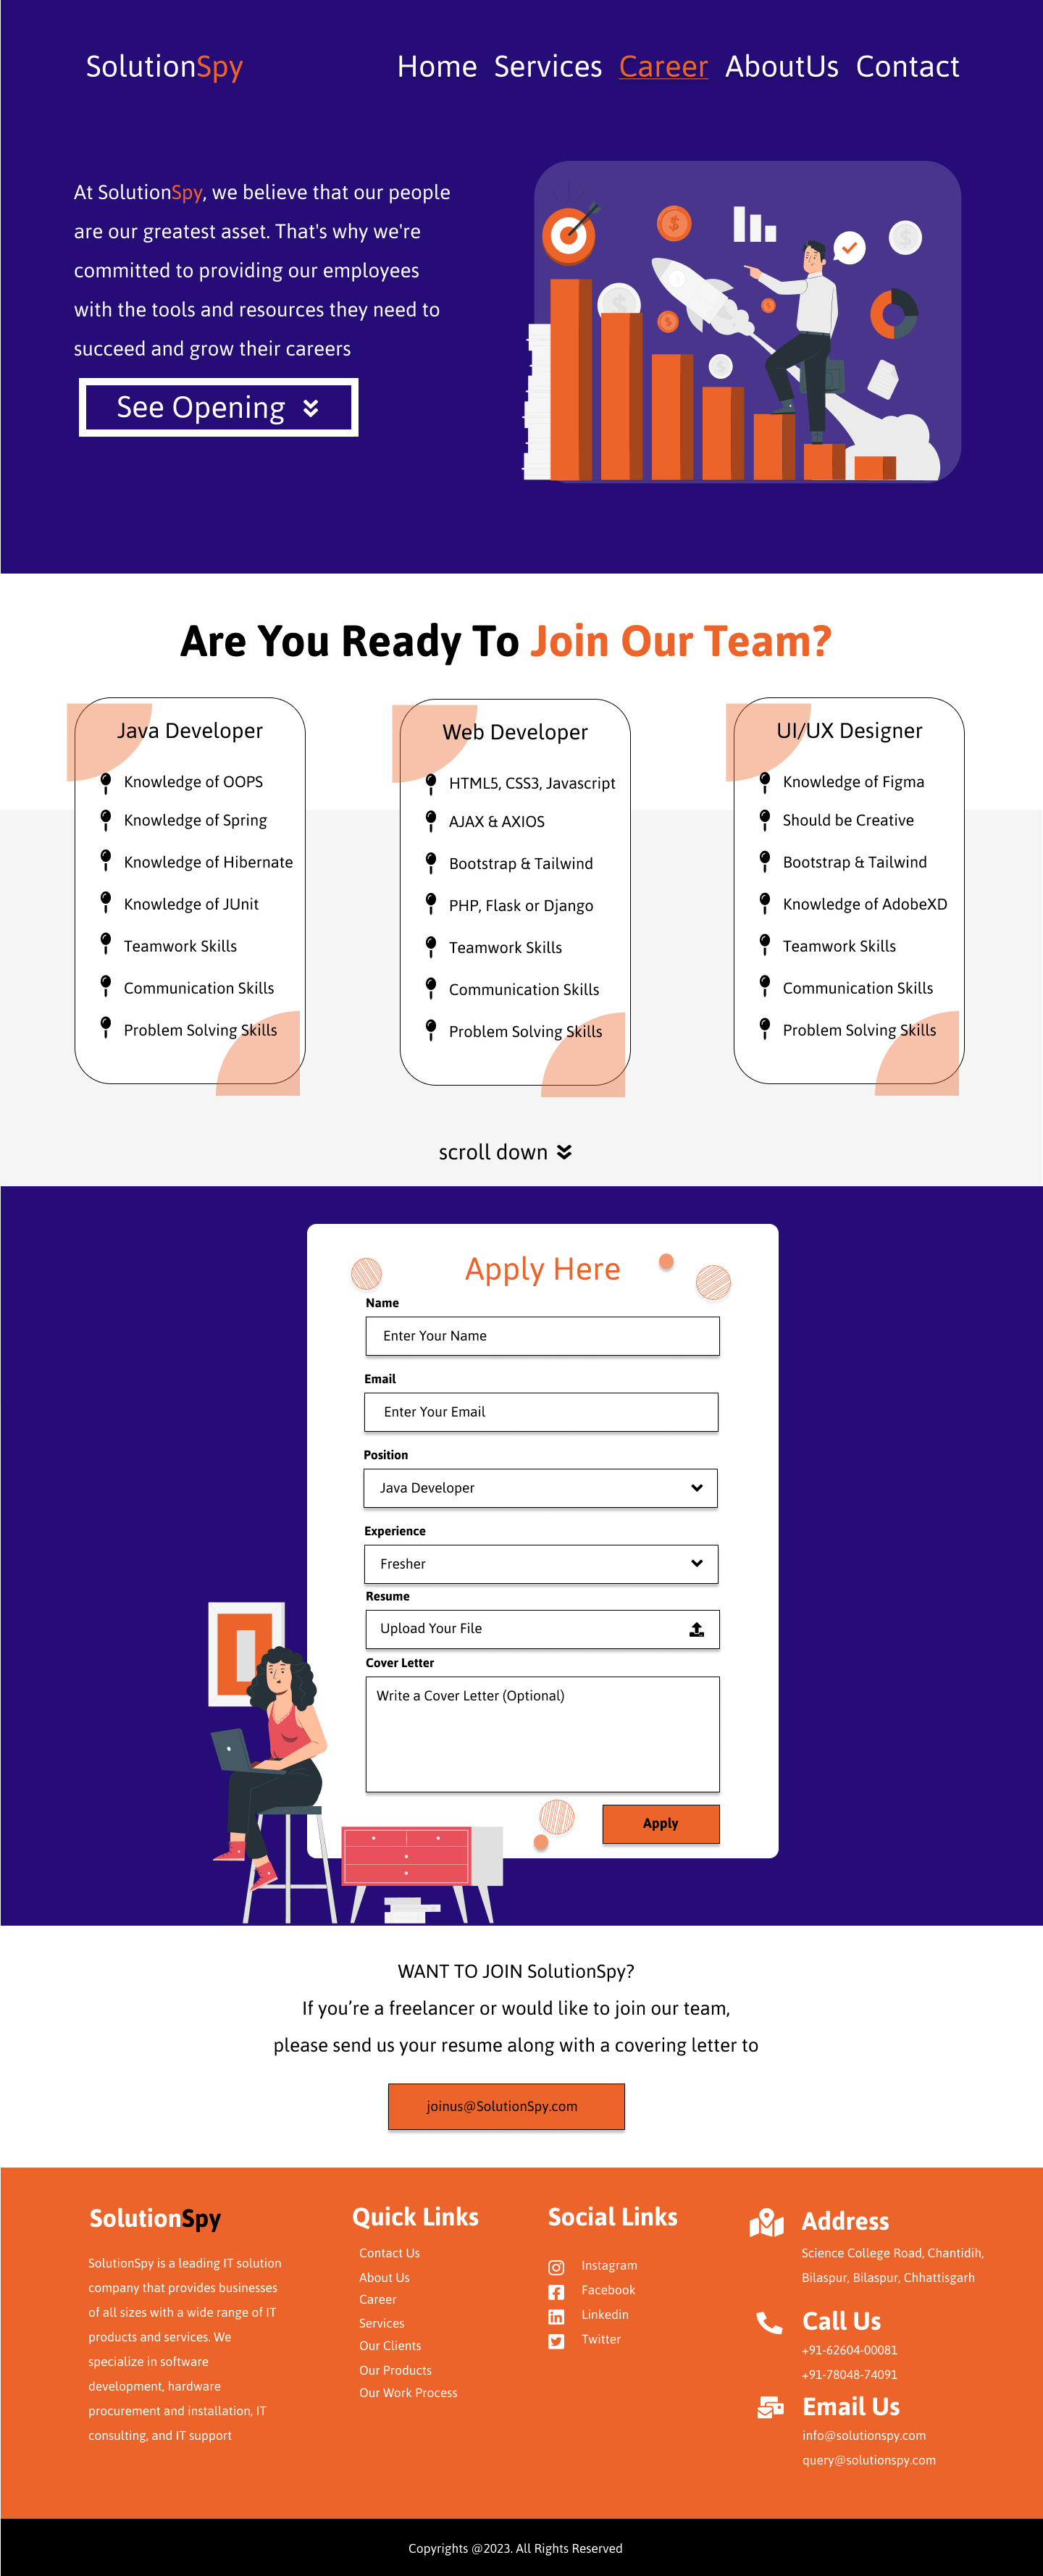 SolutionSpy
Home Services Career AboutUs Contact
At SolutionSpy, we believe that our people
are our greatest asset. That's why we're
committed to providing our employees
with the tools and resources they need to
succeed and grow their careers
See Opening
Are You Ready To Join Our Team?
Java Developer
Knowledge of OOPS
Knowledge of Spring
Knowledge of Hibernate
Knowledge of JUnit
Teamwork Skills
Communication Skills
Problem Solving Skills
Web Developer
HTML5, CSS3, Javascript
AJAX & AXIOS
Bootstrap & Tailwind
PHP, Flask or Django
Teamwork Skills
Communication Skills
Problem Solving Skills
UI/UX Designer
Knowledge of Figma
Should be Creative
Bootstrap & Tailwind
Knowledge of AdobeXD
Teamwork Skills
Communication Skills
Problem Solving Skills
scroll down
Apply Here
Name
Enter Your Name
Email
Enter Your Email
Position
Java Developer
Experience
Fresher
Resume
Upload Your File
Cover Letter
Write a Cover Letter (Optional)
Apply
WANT TO JOIN SolutionSpy?
If you’re a freelancer or would like to join our team,
please send us your resume along with a covering letter to
joinus@SolutionSpy.com
SolutionSpy
SolutionSpy is a leading IT solution
company that provides businesses
of all sizes with a wide range of IT
products and services. We
specialize in software
development, hardware
procurement and installation, IT
consulting, and IT support
Quick Links
Contact Us
About Us
Career
Services
Our Clients
Our Products
Our Work Process
Social Links
Instagram
Facebook
Linkedin
Twitter
Address
Science College Road, Chantidih,
Bilaspur, Bilaspur, Chhattisgarh
Call Us
+91-62604-00081
+91-78048-74091
Email Us
info@solutionspy.com
query@solutionspy.com
Copyrights @2023. All Rights Reserved